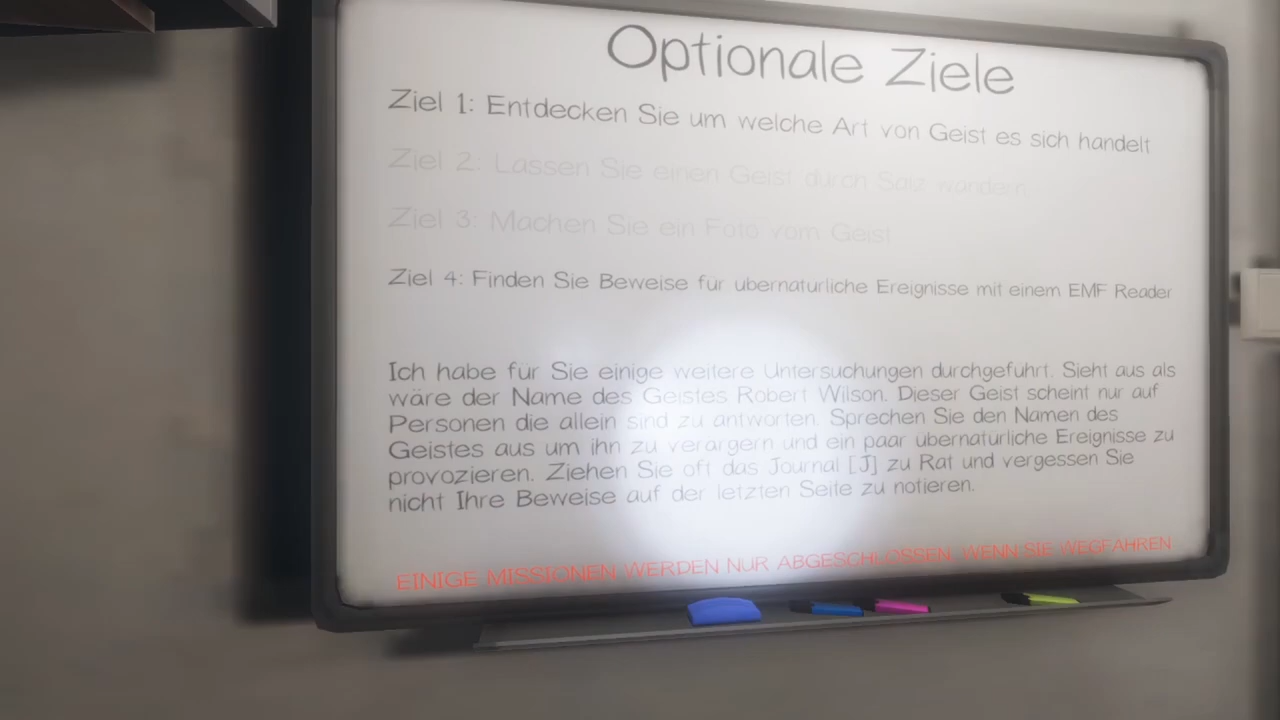 Optionale Ziele
Ziel 1: Entdecken Sie um welche Art von Geist es sich handelt
Ziel 2: Lassen Sie einen Geist durch Salz wandern
Ziel 3: Machen Sie ein Foto vom Geist
Ziel 4: Finden Sie Beweise für übernatürliche Ereignisse mit einem EMF Reader
Ich habe für Sie einige weitere Untersuchungen durchgeführt. Sieht aus als
wäre der Name des Geistes Robert Wilson. Dieser Geist scheint nur auf
Personen die allein sind zu antworten. Sprechen Sie den Namen des
Geistes aus um ihn zu verärgern und ein paar übernatürliche Ereignisse zu
provozieren. Ziehen Sie oft das Journal [J] zu Rat und vergessen Sie
nicht Ihre Beweise auf der letzten Seite zu notieren.
EINIGE MISSIONEN WERDEN NUR ABGESCHLOSSEN, WENN SIE WEGFAHREN